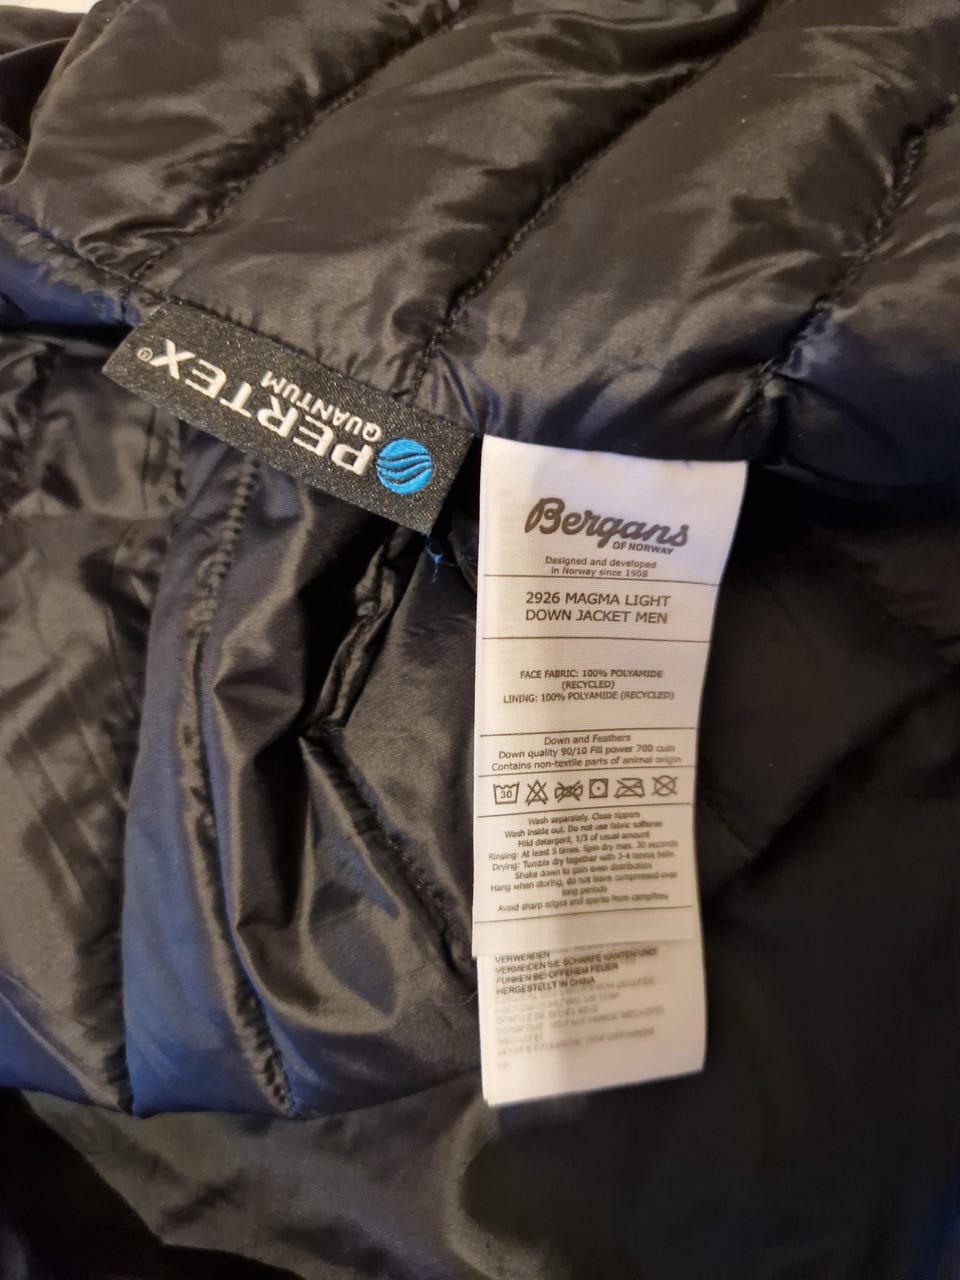 PERTEX®
QUANTUM
Bergans
OF NORWAY
Designed and developed
in Norway since 1908
2926 MAGMA LIGHT
DOWN JACKET MEN
FACE FABRIC: 100% POLYAMIDE
(RECYCLED)
LINING: 100% POLYAMIDE (RECYCLED)
Down and Feathers
Down quality 90/10 Fill power 700 cuin
Contains non-textile parts of animal origin
30
Wash separately. Close zippers
Wash inside out. Do not use fabric softener
Mild detergent, 1/3 of usual amount
Rinsing: At least 5 times. Spin dry max. 30 seconds
Drying: Tumble dry together with 3-4 tennis balls
Shake down to gain even distribution
Hang when storing, do not leave compressed over
long periods
Avoid sharp edges and sparks from campfires
VERWENDEN
VERMEIDEN SIE SCHARFE KANTEN UND
FUNKEN BEI OFFENEM FEUER
HERGESTELLT IN CHINA